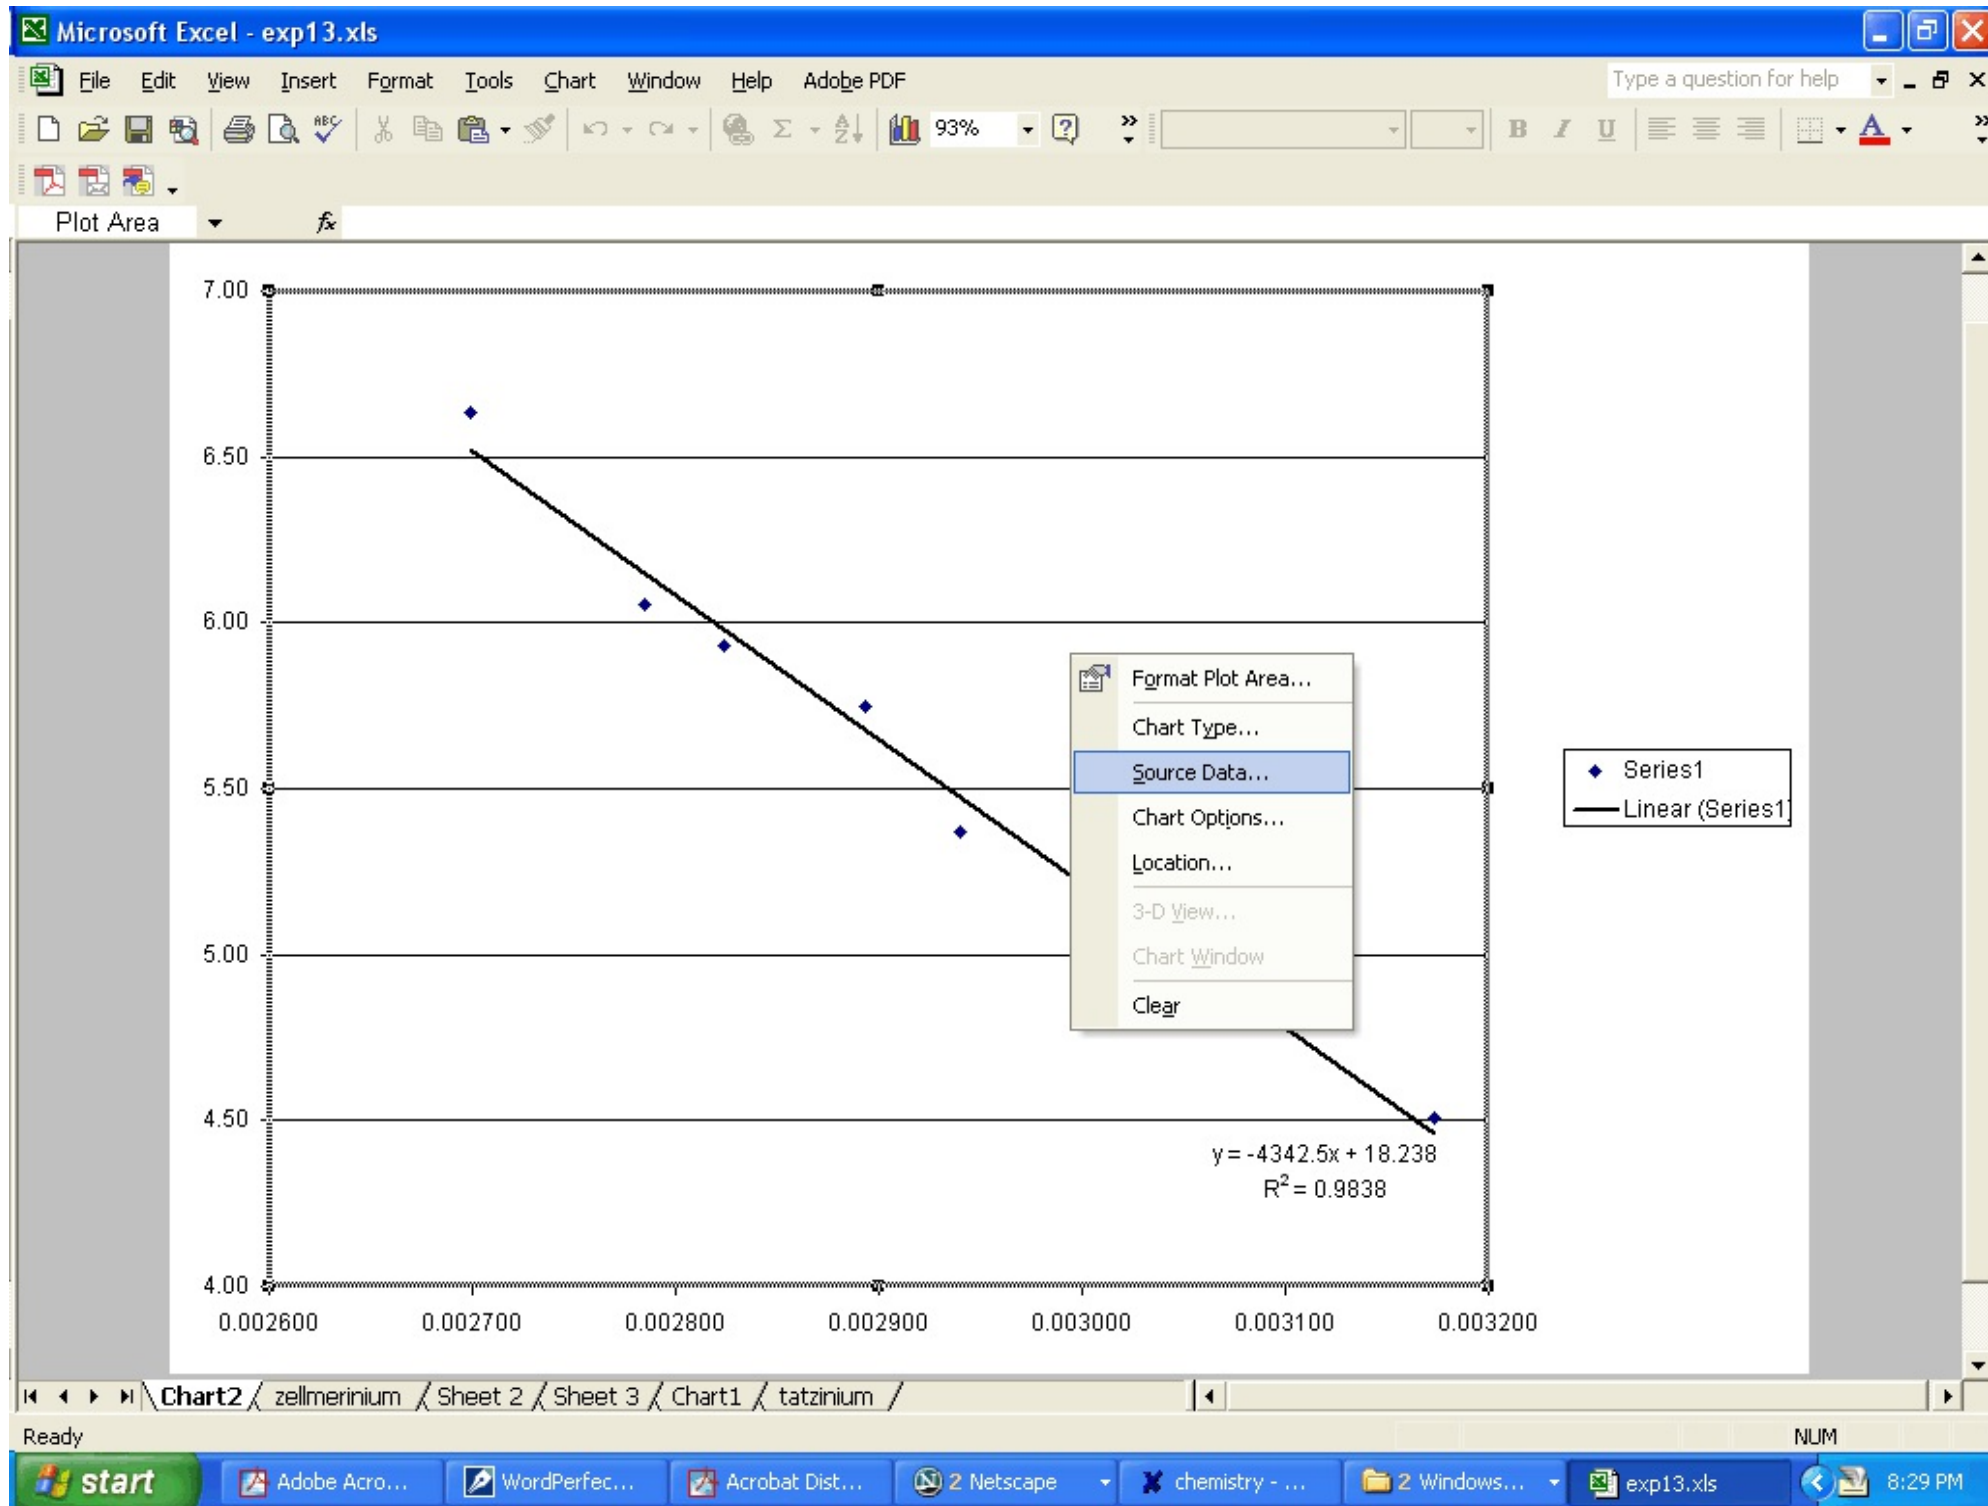 Microsoft Excel - exp13.xls
File Edit View Insert Format Tools Chart Window Help Adobe PDF Type a question for help
93% B I U A
Plot Area fx
7.00
6.50
6.00
5.50
5.00
4.50
4.00
Format Plot Area...
Chart Type...
Source Data...
Chart Options...
Location...
3-D View...
Chart Window
Clear
Series1
Linear (Series1)
y = -4342.5x + 18.238
R² = 0.9838
0.002600 0.002700 0.002800 0.002900 0.003000 0.003100 0.003200
Chart2 zellmerinium Sheet 2 Sheet 3 Chart1 tatzinium
Ready NUM
start Adobe Acro... WordPerfec... Acrobat Dist... 2 Netscape chemistry - ... 2 Windows... exp13.xls 8:29 PM